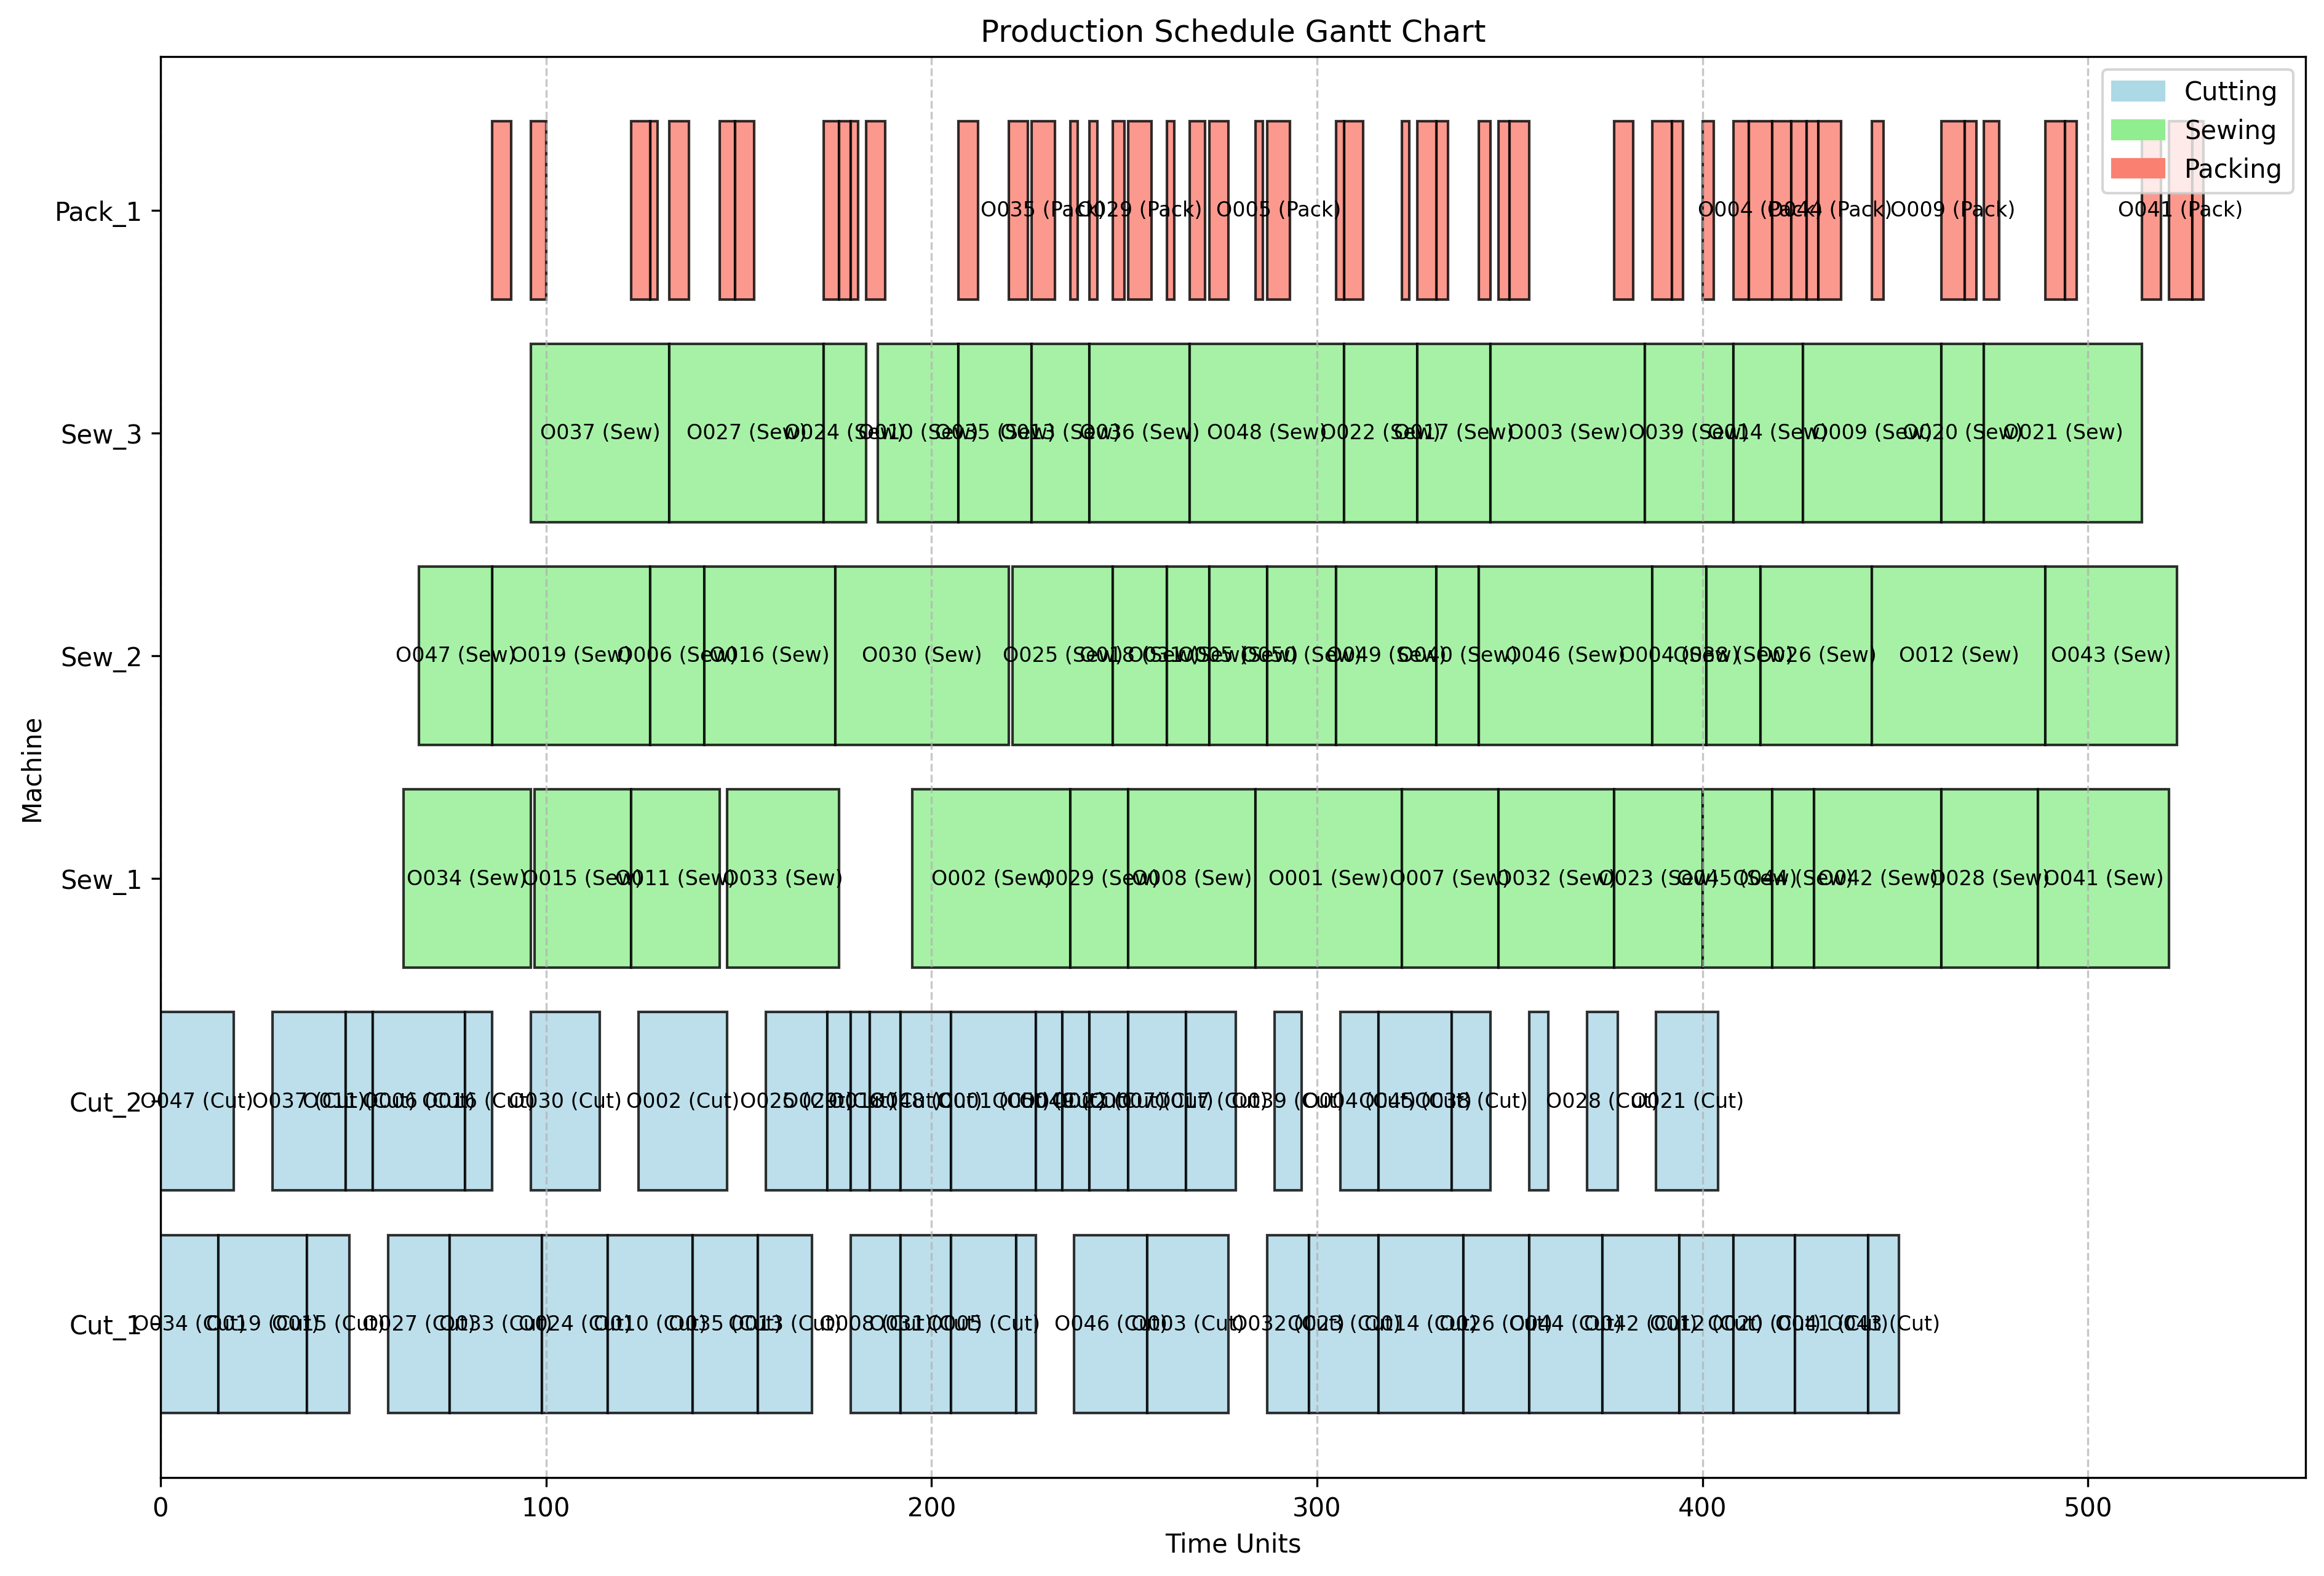 Production Schedule Gantt Chart
Cutting
Sewing
Packing
Pack_1 O035 (Pack) O029 (Pack) O005 (Pack) O004 (Pack) O044 (Pack) O009 (Pack) O041 (Pack)
Sew_3 O037 (Sew) O027 (Sew) O024 (Sew) O010 (Sew) O035 (Sew) O013 (Sew) O036 (Sew) O048 (Sew) O022 (Sew) O017 (Sew) O003 (Sew) O039 (Sew) O014 (Sew) O009 (Sew) O020 (Sew) O021 (Sew)
Sew_2 O047 (Sew) O019 (Sew) O006 (Sew) O016 (Sew) O030 (Sew) O025 (Sew) O018 (Sew) O031 (Sew) O005 (Sew) O050 (Sew) O049 (Sew) O040 (Sew) O046 (Sew) O004 (Sew) O038 (Sew) O026 (Sew) O012 (Sew) O043 (Sew)
Sew_1 O034 (Sew) O015 (Sew) O011 (Sew) O033 (Sew) O002 (Sew) O029 (Sew) O008 (Sew) O001 (Sew) O007 (Sew) O032 (Sew) O023 (Sew) O045 (Sew) O044 (Sew) O042 (Sew) O028 (Sew) O041 (Sew)
Cut_2 O047 (Cut) O037 (Cut) O011 (Cut) O006 (Cut) O016 (Cut) O030 (Cut) O002 (Cut) O025 O029 O018 O048 (Cut) O001 (Cut) O017 (Cut) O039 (Cut) O004 (Cut) O045 (Cut) O038 (Cut) O028 (Cut) O021 (Cut)
Cut_1 O034 (Cut) O019 (Cut) O015 (Cut) O027 (Cut) O033 (Cut) O024 (Cut) O010 (Cut) O035 (Cut) O013 (Cut) O008 (Cut) O031 (Cut) O005 (Cut) O046 (Cut) O003 (Cut) O032 (Cut) O023 (Cut) O014 (Cut) O026 (Cut) O044 (Cut) O042 (Cut) O012 (Cut) O020 (Cut) O041 (Cut) O043 (Cut)
Machine
0 100 200 300 400 500
Time Units